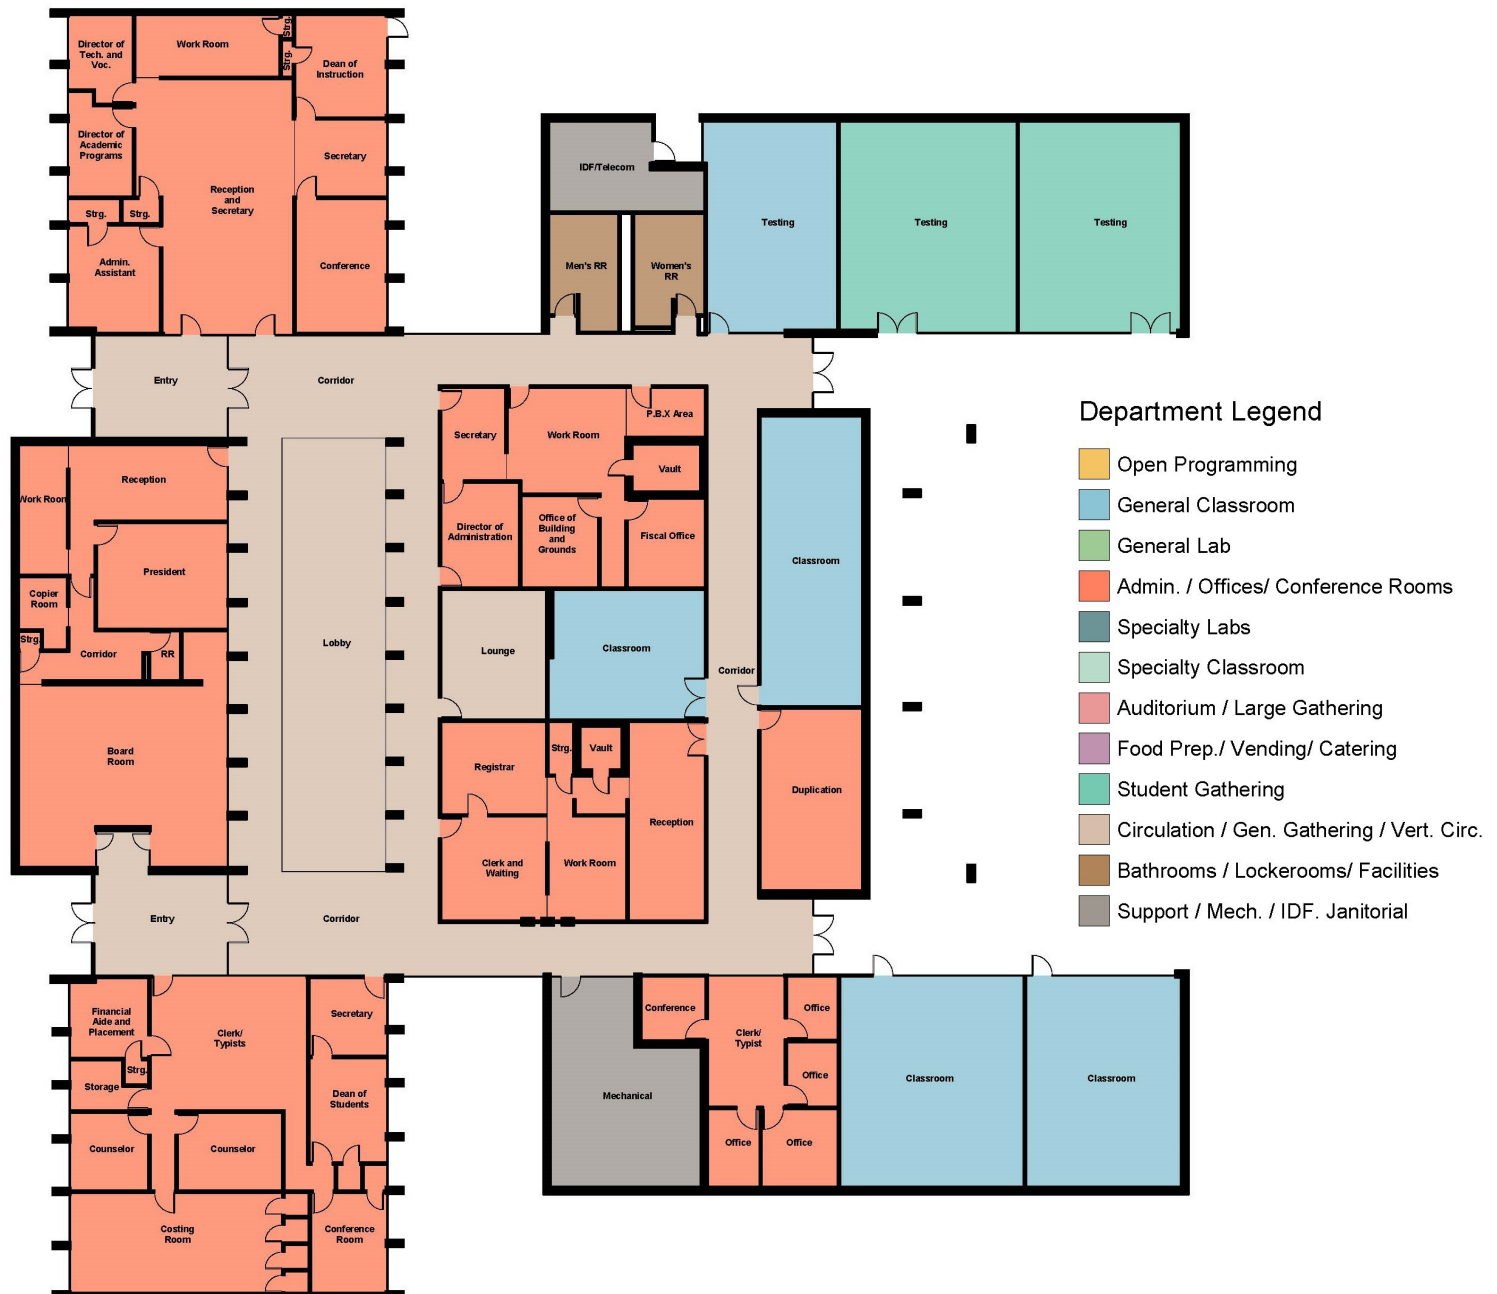 Director of
Tech. and
Voc.
Work Room
Strg.
Strg.
Dean of
Instruction
Director of
Academic
Programs
Secretary
Reception
and
Secretary
Strg.
Strg.
Admin.
Assistant
Conference
IDF/Telecom
Men's RR
Women's
RR
Testing
Testing
Testing
Entry
Corridor
Secretary
Work Room
P.B.X Area
Vault
Reception
Work Room
Director of
Administration
Office of
Building
and
Grounds
Fiscal Office
President
Copier
Room
Strg.
Corridor
RR
Lobby
Lounge
Classroom
Corridor
Classroom
Board
Room
Registrar
Strg.
Vault
Reception
Clerk and
Waiting
Work Room
Duplication
Entry
Corridor
Department Legend
Open Programming
General Classroom
General Lab
Admin. / Offices/ Conference Rooms
Specialty Labs
Specialty Classroom
Auditorium / Large Gathering
Food Prep./ Vending/ Catering
Student Gathering
Circulation / Gen. Gathering / Vert. Circ.
Bathrooms / Lockerooms/ Facilities
Support / Mech. / IDF. Janitorial
Financial
Aide and
Placement
Clerk/
Typists
Secretary
Strg.
Storage
Dean of
Students
Counselor
Counselor
Costing
Room
Conference
Room
Mechanical
Conference
Clerk/
Typist
Office
Office
Office
Office
Classroom
Classroom